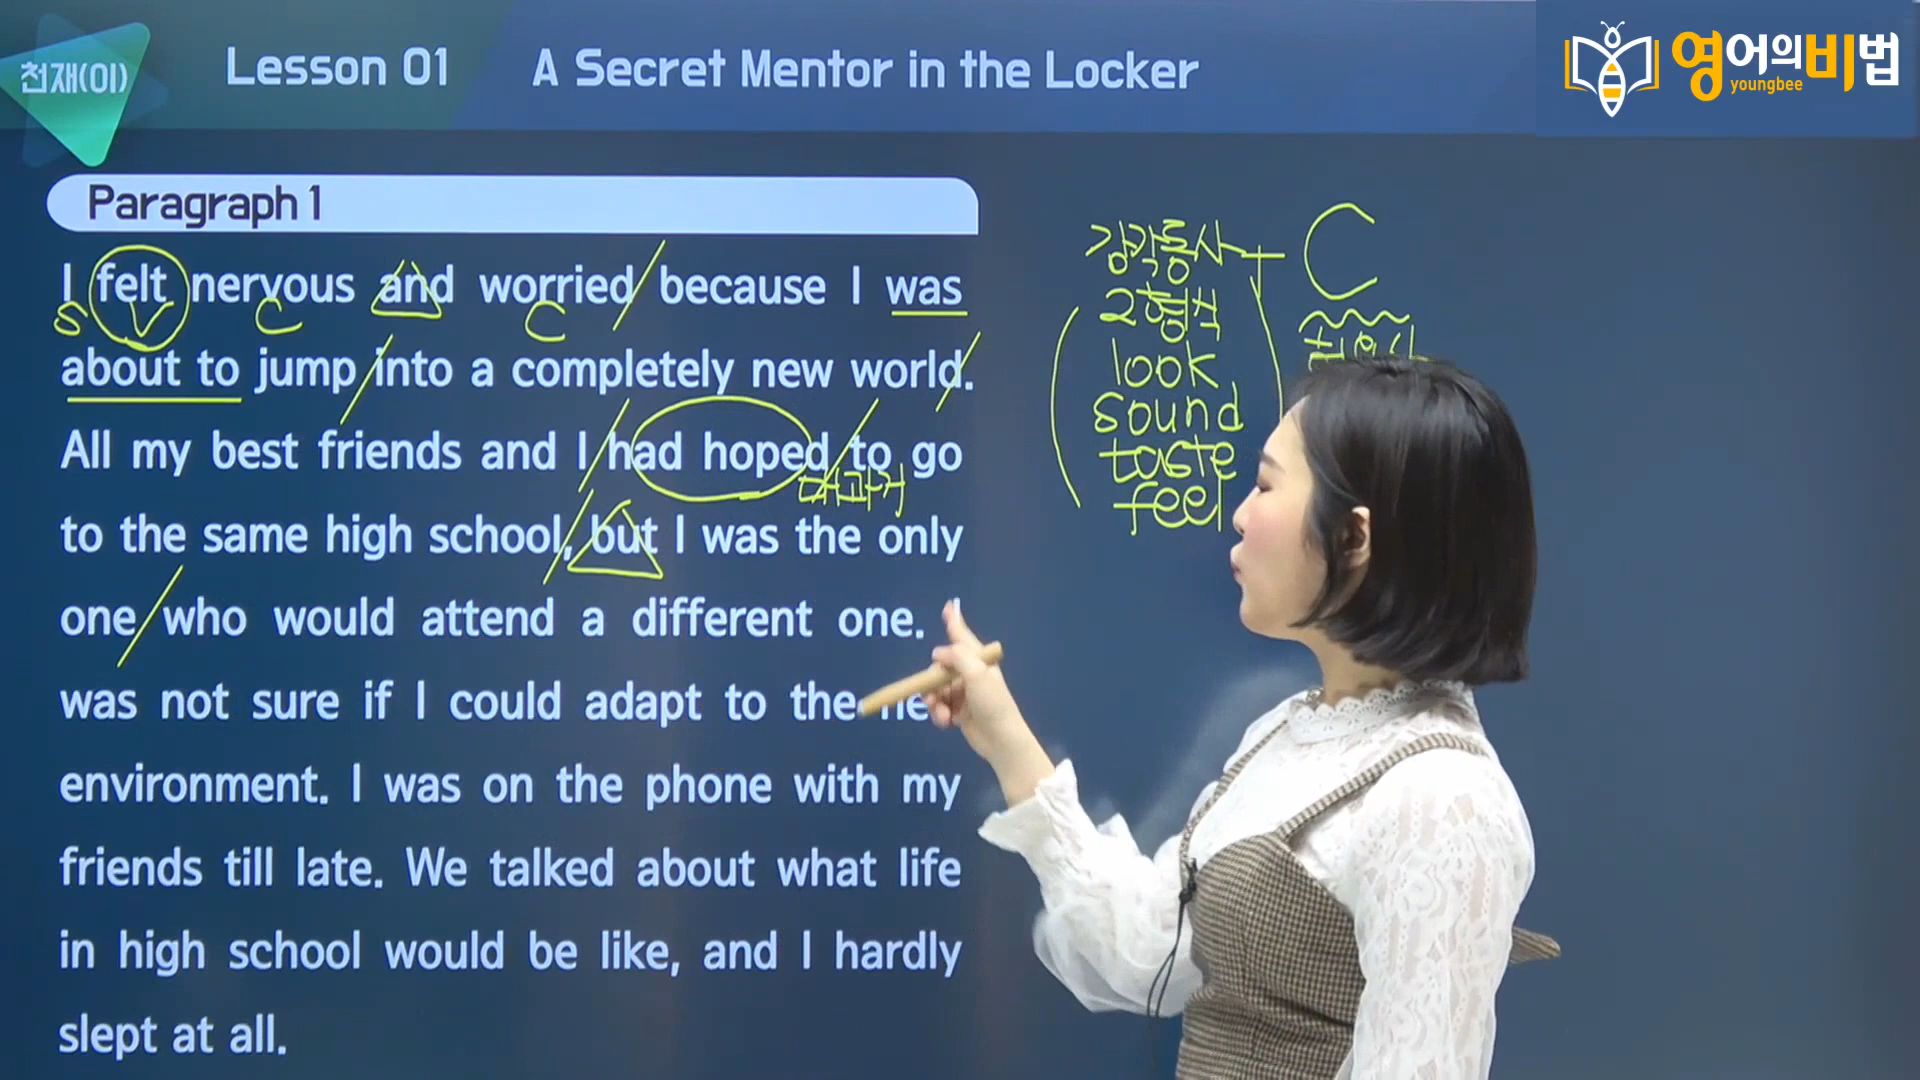 천재(이)
Lesson 01
A Secret Mentor in the Locker
영어의비법
youngbee
Paragraph 1
I felt nervous and worried because I was
S V C C
about to jump into a completely new world.
All my best friends and I had hoped to go
대과거
to the same high school, but I was the only
one who would attend a different one.
was not sure if I could adapt to the
environment. I was on the phone with my
friends till late. We talked about what life
in high school would be like, and I hardly
slept at all.
감각동사 + C
2형식
look
sound
taste
feel